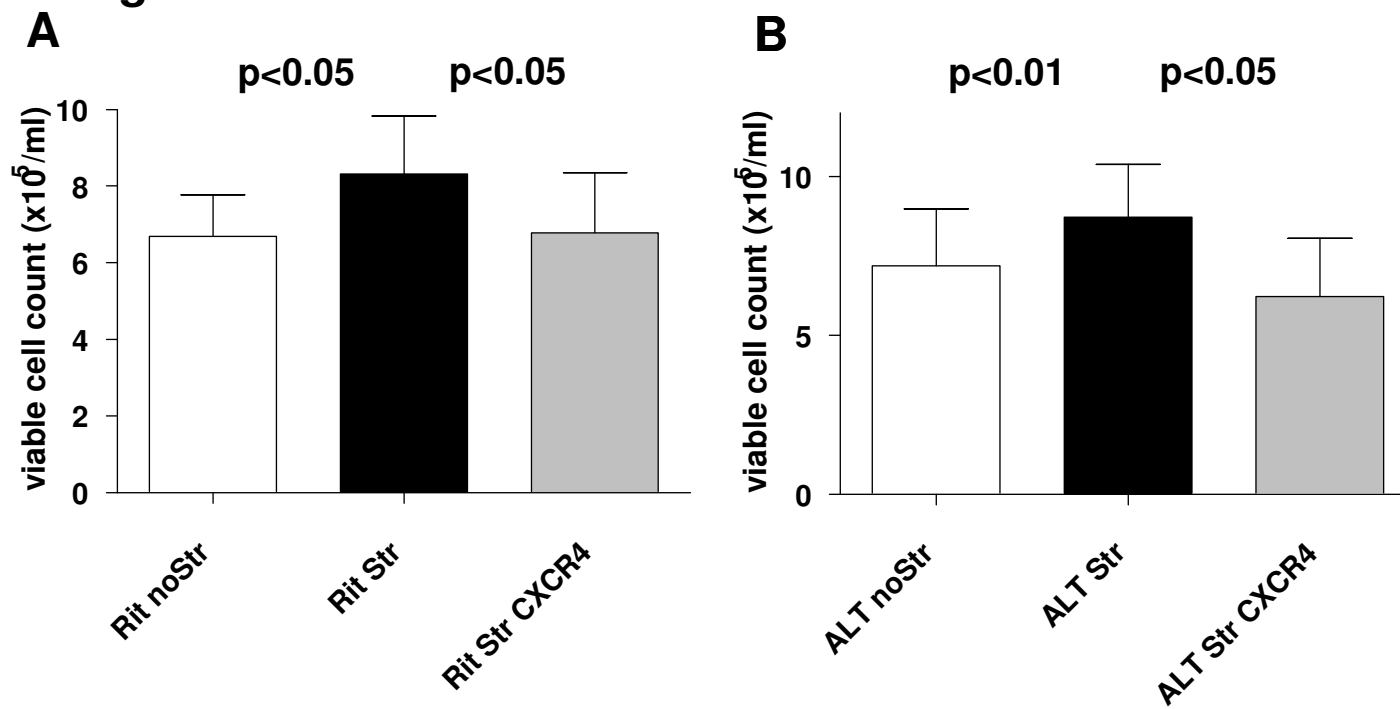 A
p<0.05 p<0.05
viable cell count (x10⁵/ml)
10
8
6
4
2
0
Rit noStr
Rit Str
Rit Str CXCR4
B
p<0.01 p<0.05
viable cell count (x10⁵/ml)
10
5
0
ALT noStr
ALT Str
ALT Str CXCR4